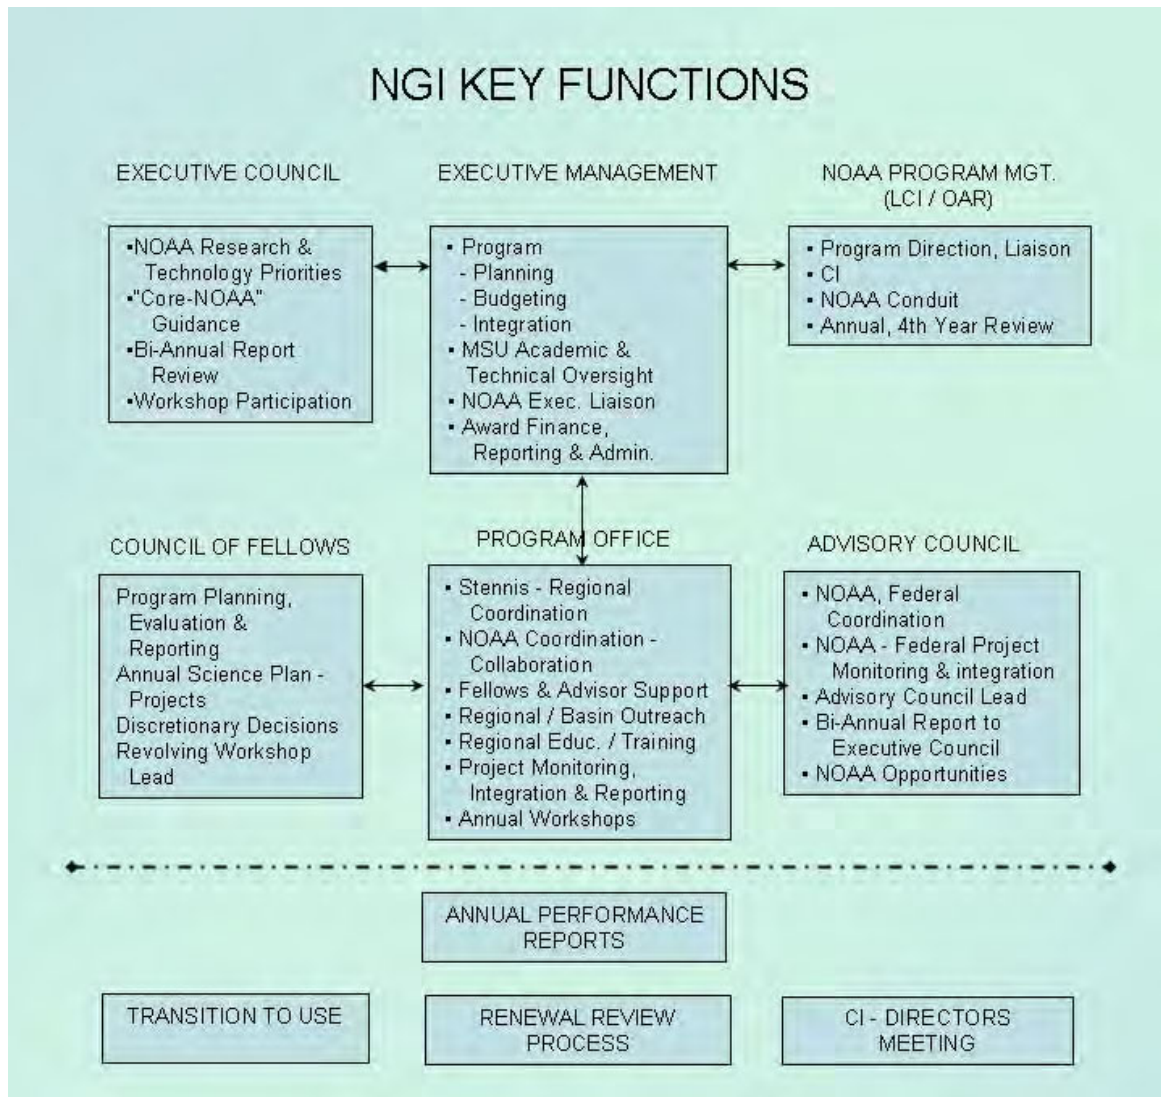 NGI KEY FUNCTIONS
EXECUTIVE COUNCIL
▪NOAA Research &
Technology Priorities
▪"Core-NOAA"
Guidance
▪Bi-Annual Report
Review
▪Workshop Participation
EXECUTIVE MANAGEMENT
▪ Program
- Planning
- Budgeting
- Integration
▪ MSU Academic &
Technical Oversight
▪ NOAA Exec. Liaison
▪ Award Finance,
Reporting & Admin.
NOAA PROGRAM MGT.
(LCI / OAR)
▪ Program Direction, Liaison
▪ CI
▪ NOAA Conduit
▪ Annual, 4th Year Review
COUNCIL OF FELLOWS
Program Planning,
Evaluation &
Reporting
Annual Science Plan -
Projects
Discretionary Decisions
Revolving Workshop
Lead
PROGRAM OFFICE
▪ Stennis - Regional
Coordination
▪ NOAA Coordination -
Collaboration
▪ Fellows & Advisor Support
▪ Regional / Basin Outreach
▪ Regional Educ. / Training
▪ Project Monitoring,
Integration & Reporting
▪ Annual Workshops
ADVISORY COUNCIL
▪ NOAA, Federal
Coordination
▪ NOAA - Federal Project
Monitoring & integration
▪ Advisory Council Lead
▪ Bi-Annual Report to
Executive Council
▪ NOAA Opportunities
ANNUAL PERFORMANCE
REPORTS
TRANSITION TO USE
RENEWAL REVIEW
PROCESS
CI - DIRECTORS
MEETING